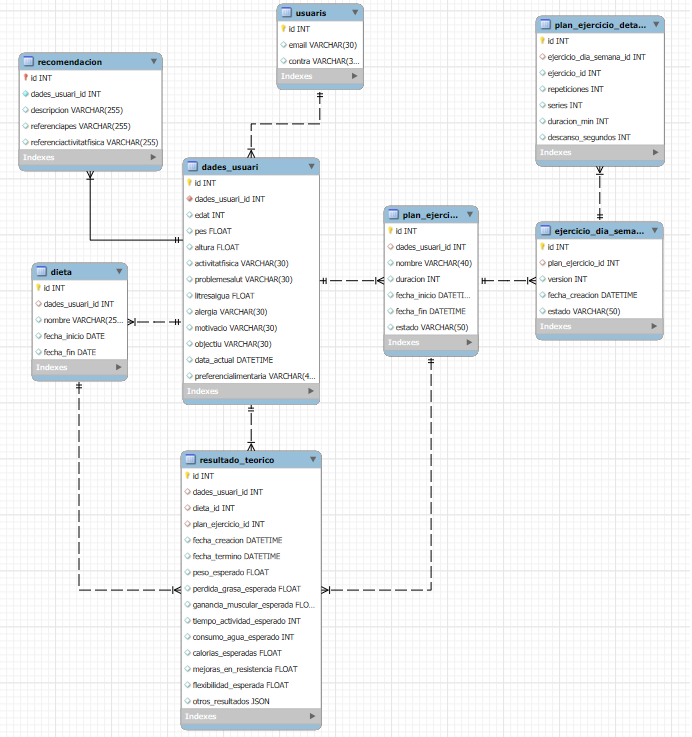 usuaris
id INT
email VARCHAR(30)
contra VARCHAR(3...
Indexes
plan_ejercicio_deta...
id INT
ejercicio_dia_semana_id INT
ejercicio_id INT
repeticiones INT
series INT
duracion_min INT
descanso_segundos INT
Indexes
recomendacion
id INT
dades_usuari_id INT
descripcion VARCHAR(255)
referenciapes VARCHAR(255)
referenciactivitatfisica VARCHAR(255)
Indexes
dades_usuari
id INT
dades_usuari_id INT
edat INT
pes FLOAT
altura FLOAT
activitatfisica VARCHAR(30)
problemesalut VARCHAR(30)
litresaigua FLOAT
alergia VARCHAR(30)
motivacio VARCHAR(30)
objectiu VARCHAR(30)
data_actual DATETIME
preferencialimentaria VARCHAR(4...
Indexes
plan_ejerci...
id INT
dades_usuari_id INT
nombre VARCHAR(40)
duracion INT
fecha_inicio DATETI...
fecha_fin DATETIME
estado VARCHAR(50)
Indexes
ejercicio_dia_sema...
id INT
plan_ejercicio_id INT
version INT
fecha_creacion DATETIME
estado VARCHAR(50)
Indexes
dieta
id INT
dades_usuari_id INT
nombre VARCHAR(25...
fecha_inicio DATE
fecha_fin DATE
Indexes
resultado_teorico
id INT
dades_usuari_id INT
dieta_id INT
plan_ejercicio_id INT
fecha_creacion DATETIME
fecha_termino DATETIME
peso_esperado FLOAT
perdida_grasa_esperada FLOAT
ganancia_muscular_esperada FLO...
tiempo_actividad_esperado INT
consumo_agua_esperado INT
calorias_esperadas FLOAT
mejoras_en_resistencia FLOAT
flexibilidad_esperada FLOAT
otros_resultados JSON
Indexes